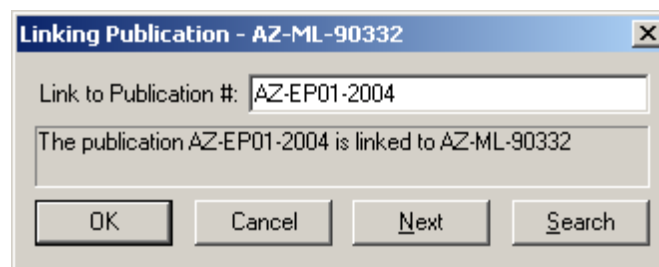 Linking Publication - AZ-ML-90332
Link to Publication #: AZ-EP01-2004
The publication AZ-EP01-2004 is linked to AZ-ML-90332
OK Cancel Next Search